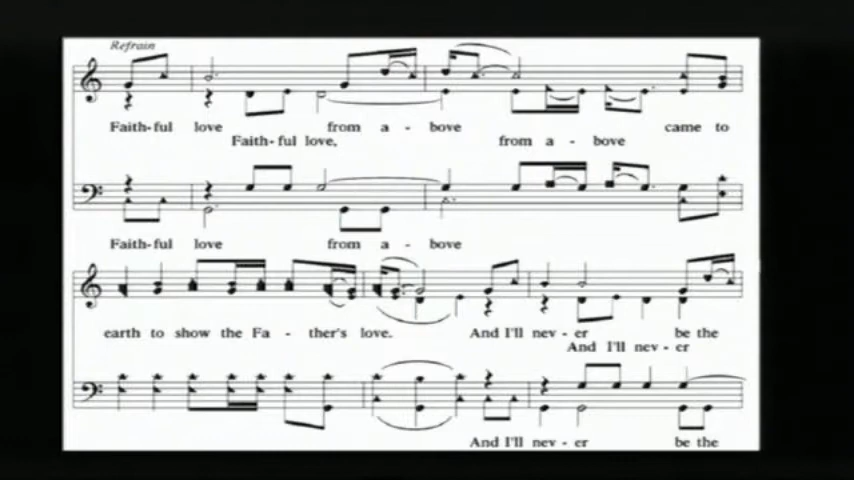 Refrain
Faith-ful love from a - bove
Faith-ful love, from a - bove came to
Faith-ful love from a - bove
earth to show the Fa - ther's love. And I'll nev - er be the
And I'll nev - er
And I'll nev - er be the